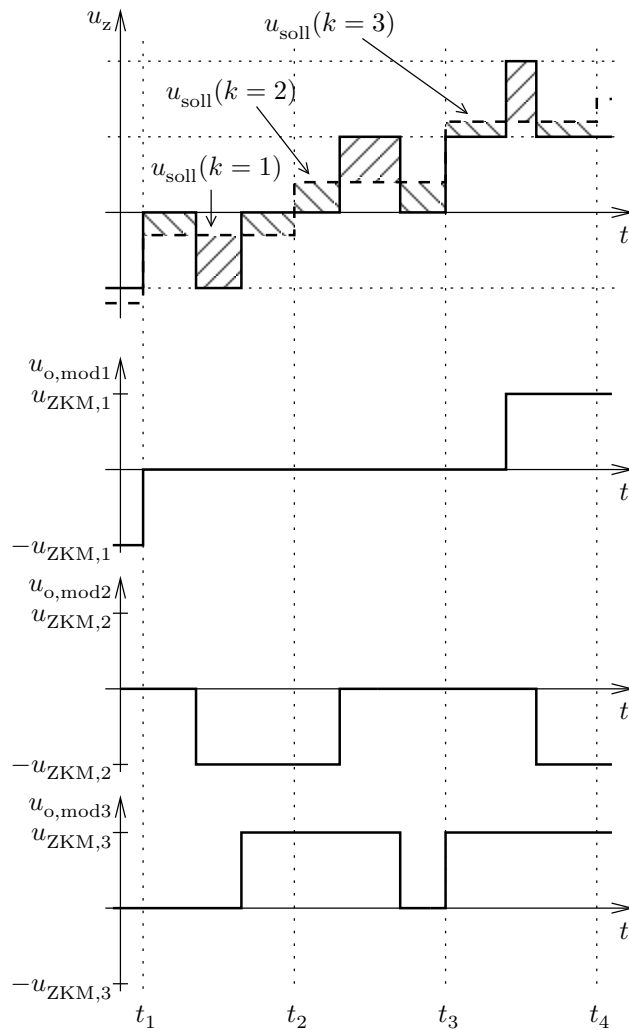 u_z
u_soll(k = 3)
u_soll(k = 2)
u_soll(k = 1)
t
u_o,mod1
u_ZKM,1
t
−u_ZKM,1
u_o,mod2
u_ZKM,2
t
−u_ZKM,2
u_o,mod3
u_ZKM,3
t
−u_ZKM,3
t_1 t_2 t_3 t_4